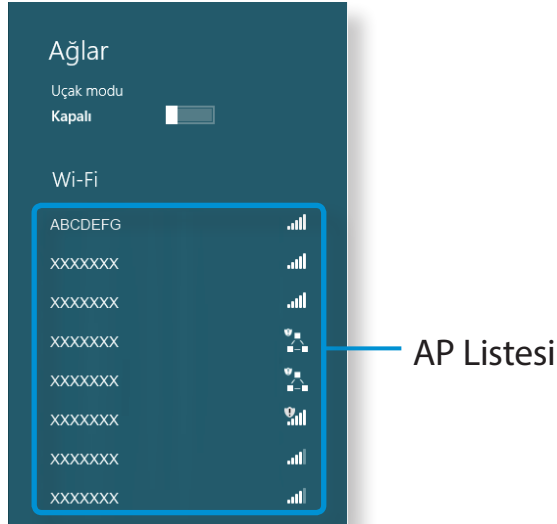 Ağlar
Uçak modu
Kapalı
Wi-Fi
ABCDEFG
XXXXXXX
XXXXXXX
XXXXXXX
XXXXXXX
XXXXXXX
XXXXXXX
XXXXXXX
AP Listesi